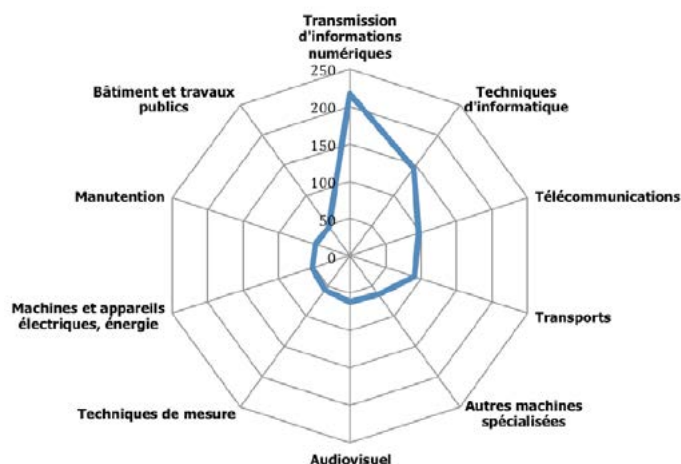 Transmission
d'informations
numériques
Techniques
d'informatique
Télécommunications
Transports
Autres machines
spécialisées
Audiovisuel
Techniques de mesure
Machines et appareils
électriques, énergie
Manutention
Bâtiment et travaux
publics
250
200
150
100
50
0